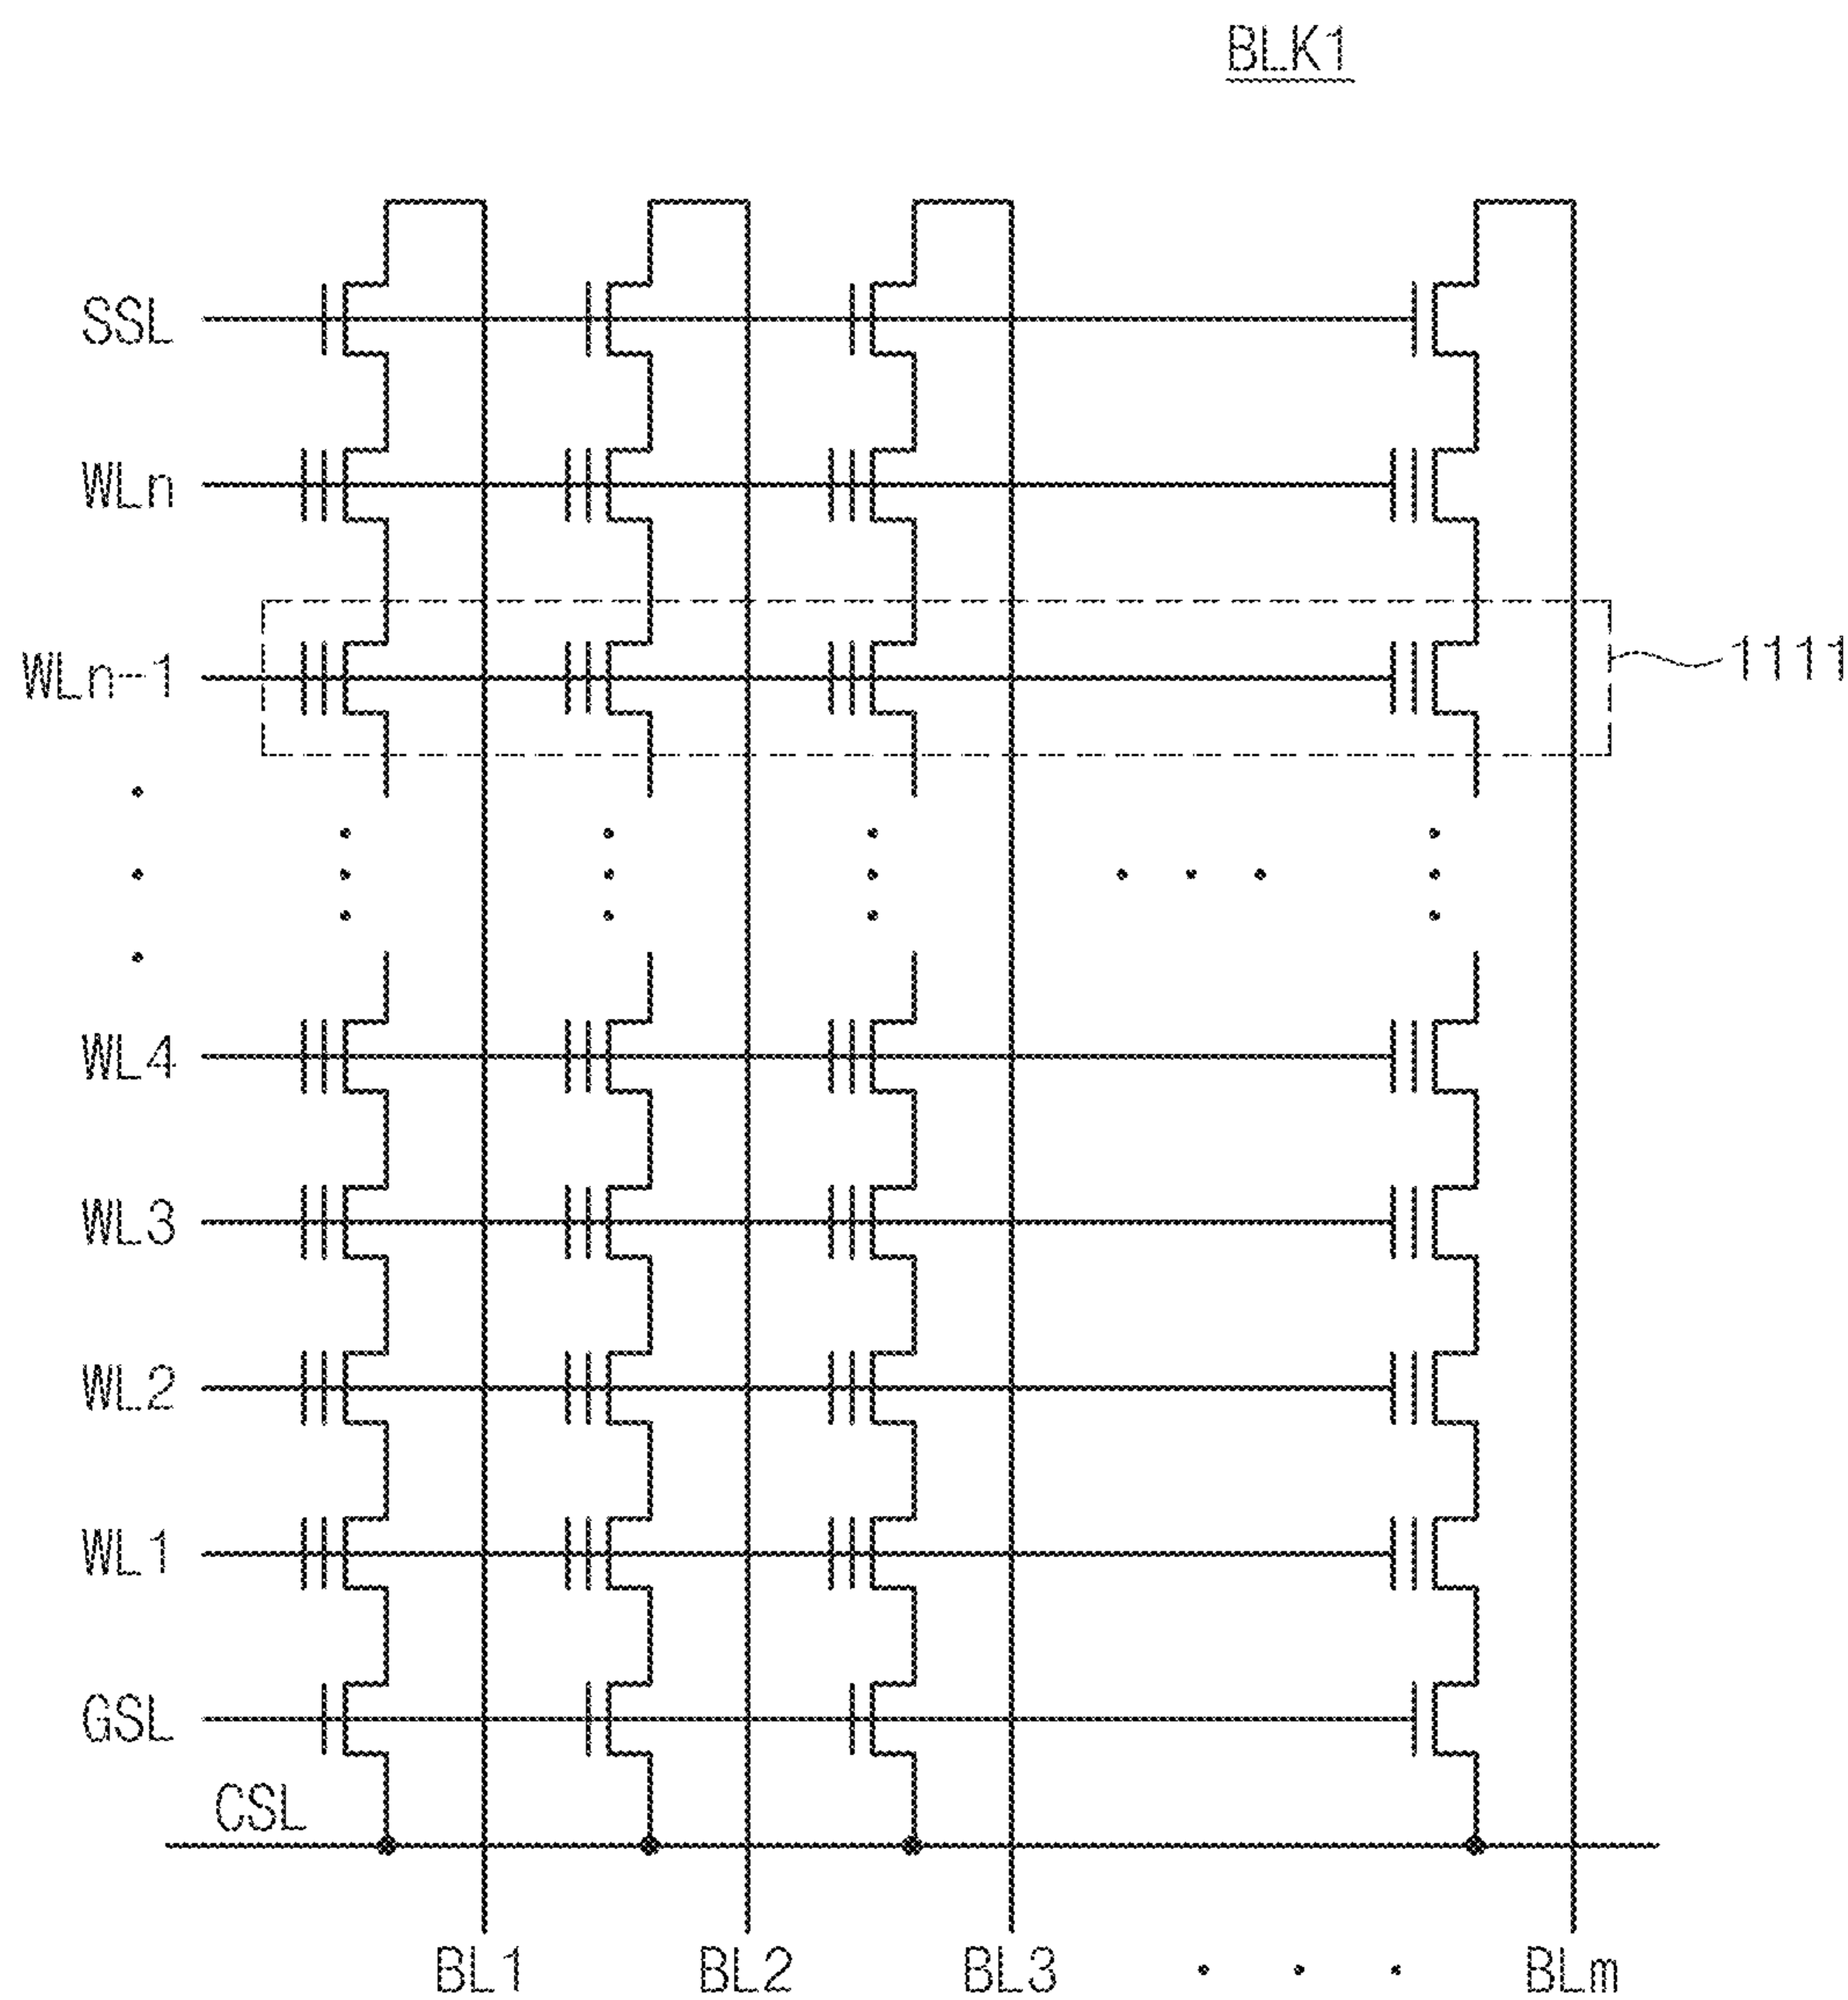 BLK1
SSL
WLn
WLn-1
1111
WL4
WL3
WL2
WL1
GSL
CSL
BL1 BL2 BL3 . . . BLm